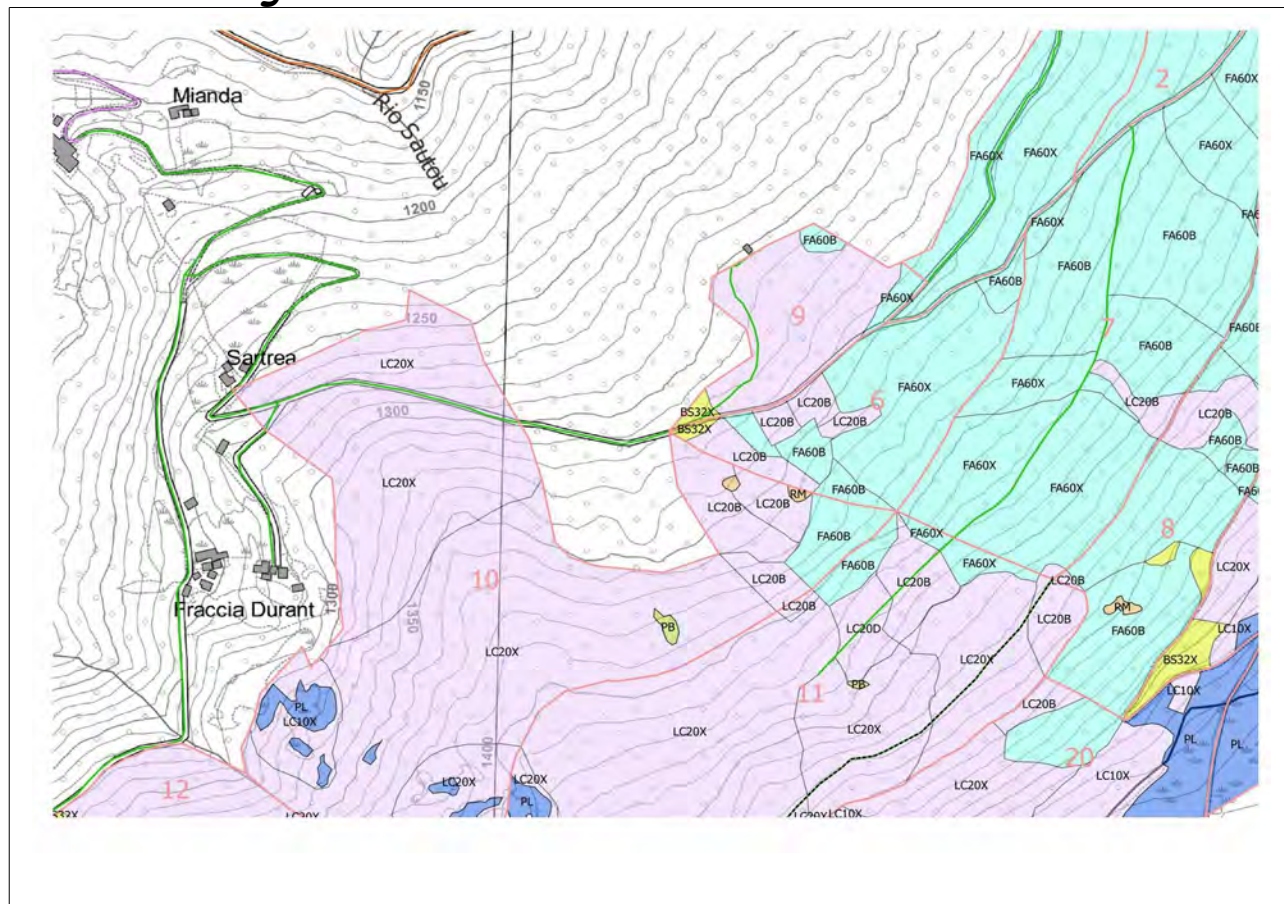 g
2
FA60X
Mianda
1150
Rio Sautou
FA60X
FA60X
FA60X
1200
FA60X
FA60B
FA60B
FA60B
FA60X
FA60B
9
1250
7
FA60B
FA60B
Sartrea
LC20X
FA60X
FA60X
6
LC20B
LC20B
1300
BS32X
BS32X
LC20B
LC20B
LC20B
FA60B
FA60B
LC20B
FA60B
FA60X
LC20X
LC20B
RM
LC20B
FA60X
8
FA60B
FA60X
LC20X
10
LC20B
FA60B
FA60X
LC20B
LC20B
1300
Fraccia Durant
1350
LC20B
LC20D
LC20B
RM
FA60B
LC10X
PB
LC20X
LC20X
BS32X
11
PB
LC10X
PL
LC10X
LC20B
LC20X
LC20X
PL
PL
1400
20
12
LC20X
LC20X
LC20X
LC10X
PL
LC10X